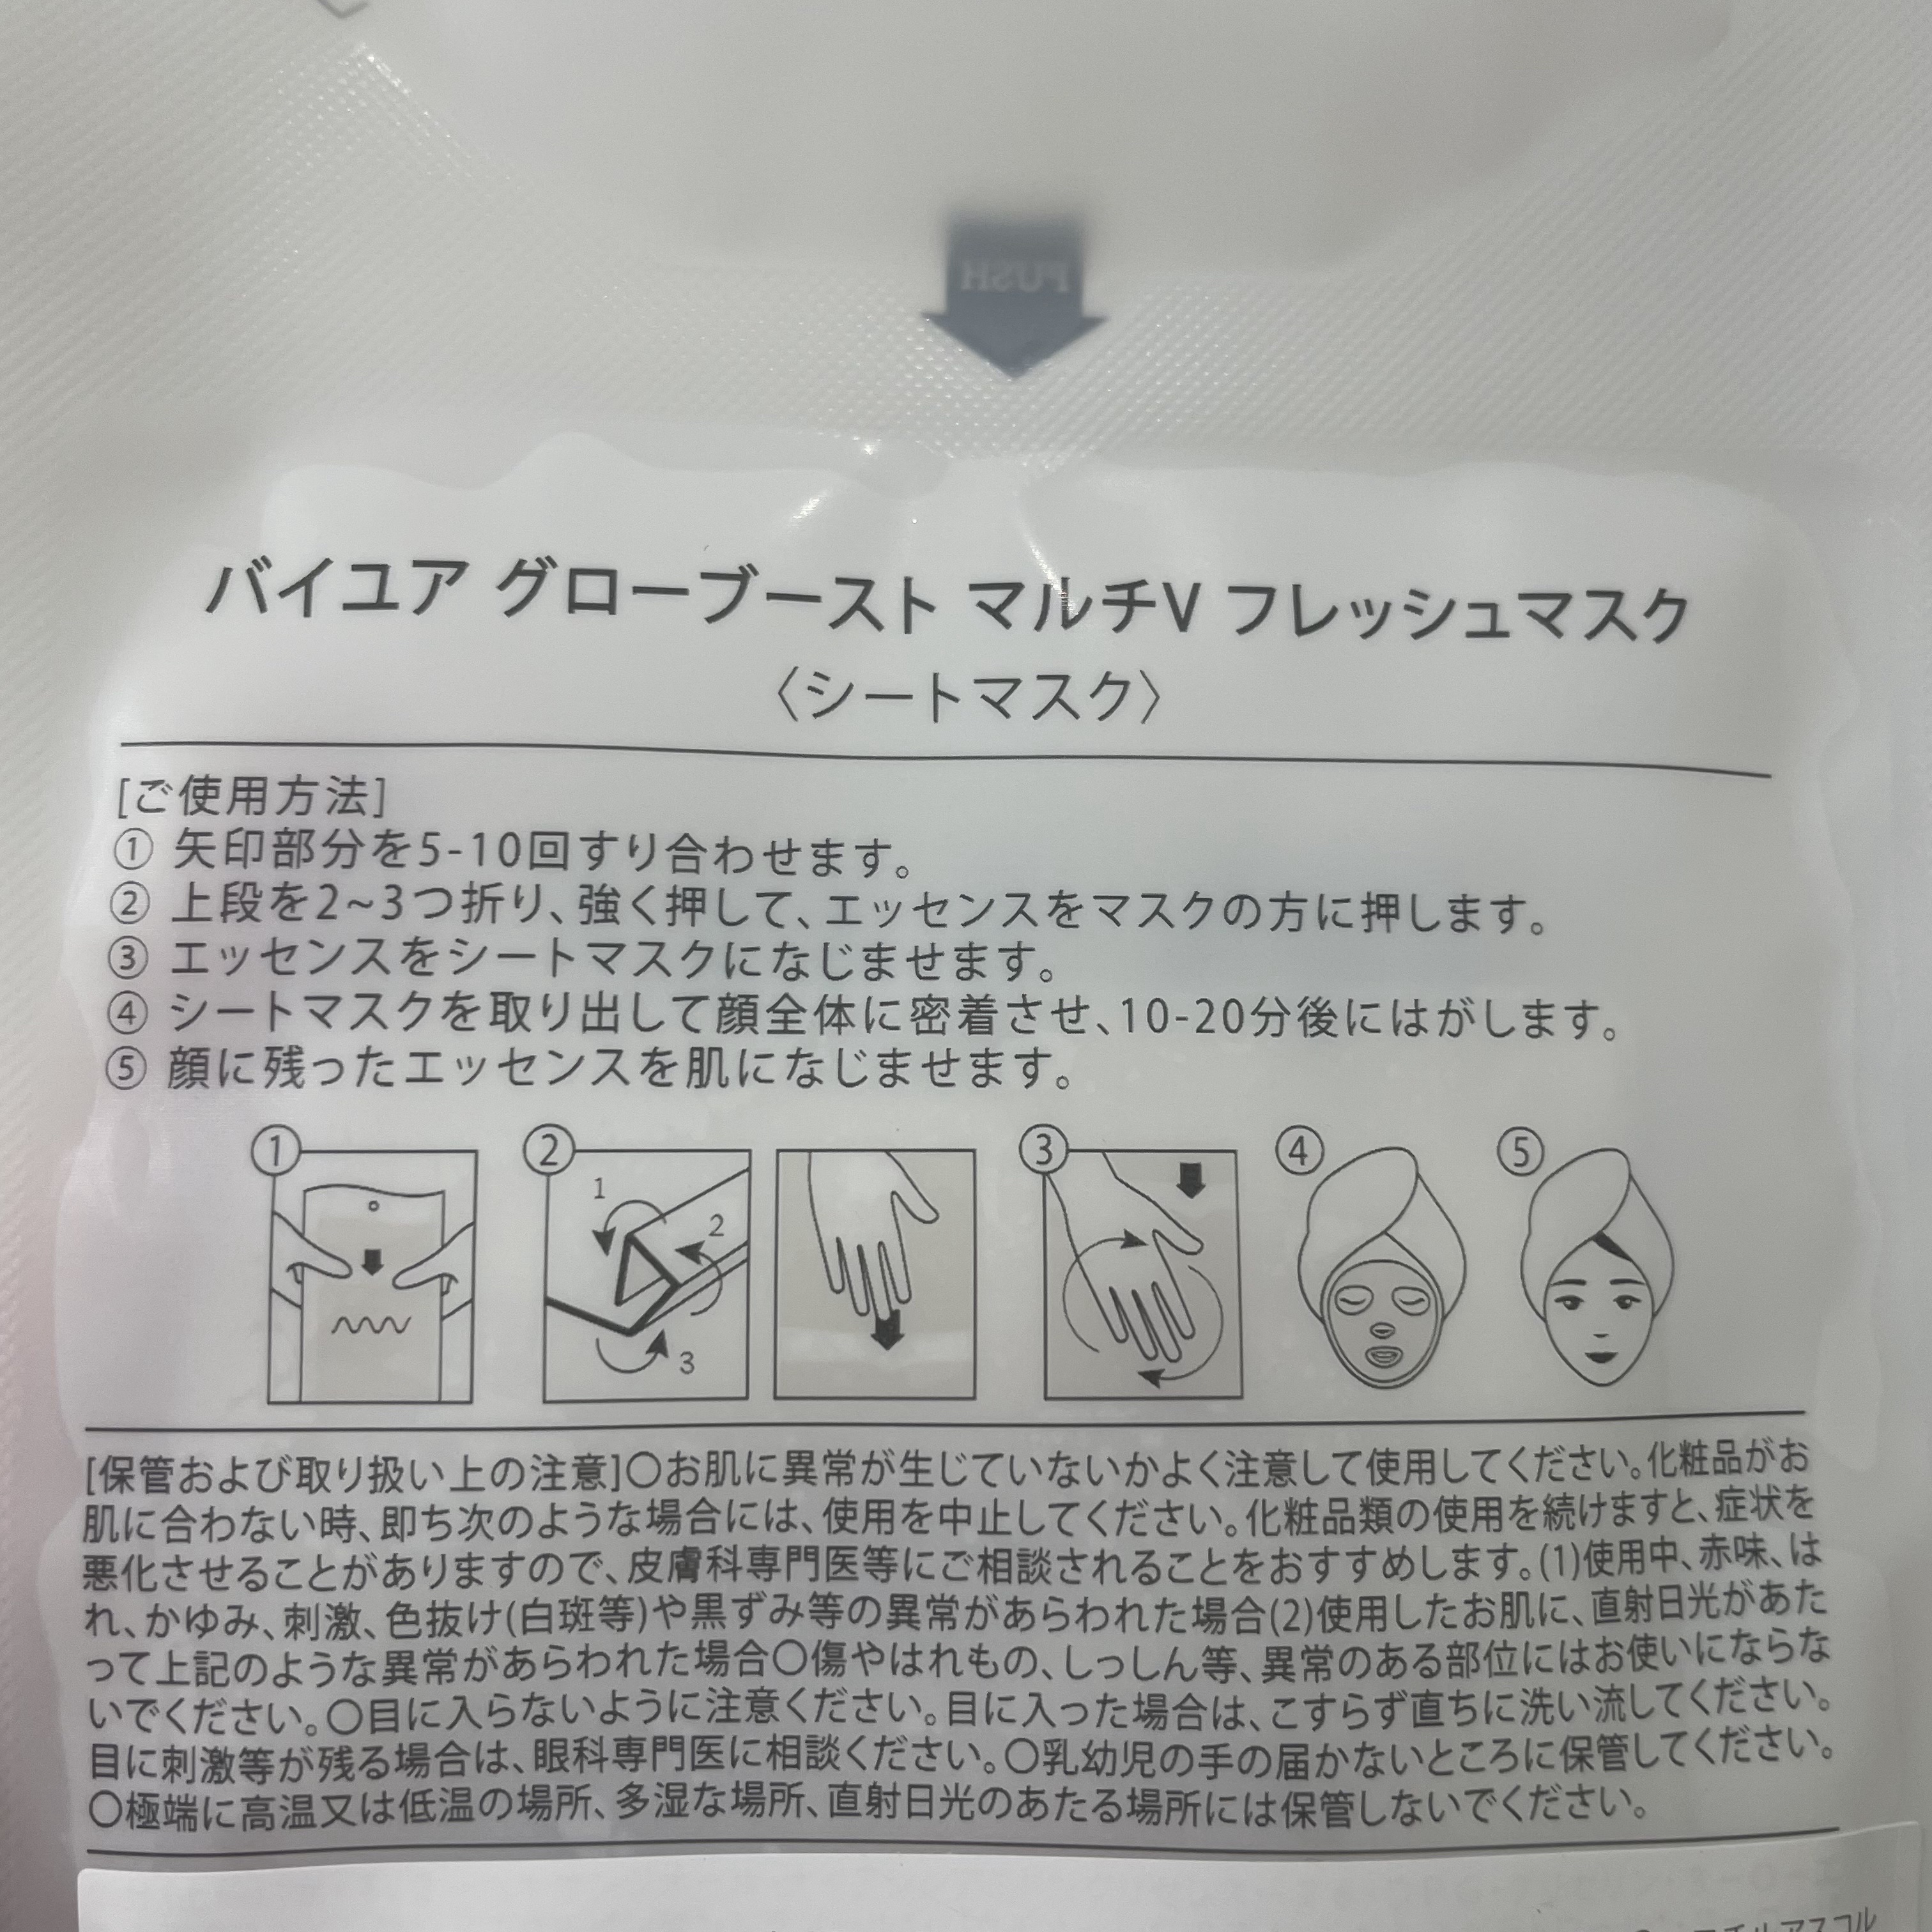 PUSH
バイユア グローブースト マルチV フレッシュマスク
〈シートマスク〉
[ご使用方法]
① 矢印部分を5-10回すり合わせます。
② 上段を2~3つ折り、強く押して、エッセンスをマスクの方に押します。
③ エッセンスをシートマスクになじませます。
④ シートマスクを取り出して顔全体に密着させ、10-20分後にはがします。
⑤ 顔に残ったエッセンスを肌になじませます。
① ② ③ ④ ⑤
1
2
3
[保管および取り扱い上の注意]〇お肌に異常が生じていないかよく注意して使用してください。化粧品がお
肌に合わない時、即ち次のような場合には、使用を中止してください。化粧品類の使用を続けますと、症状を
悪化させることがありますので、皮膚科専門医等にご相談されることをおすすめします。(1)使用中、赤味、は
れ、かゆみ、刺激、色抜け(白斑等)や黒ずみ等の異常があらわれた場合(2)使用したお肌に、直射日光があた
って上記のような異常があらわれた場合〇傷やはれもの、しっしん等、異常のある部位にはお使いにならな
いでください。〇目に入らないように注意ください。目に入った場合は、こすらず直ちに洗い流してください。
目に刺激等が残る場合は、眼科専門医に相談ください。〇乳幼児の手の届かないところに保管してください。
〇極端に高温又は低温の場所、多湿な場所、直射日光のあたる場所には保管しないでください。